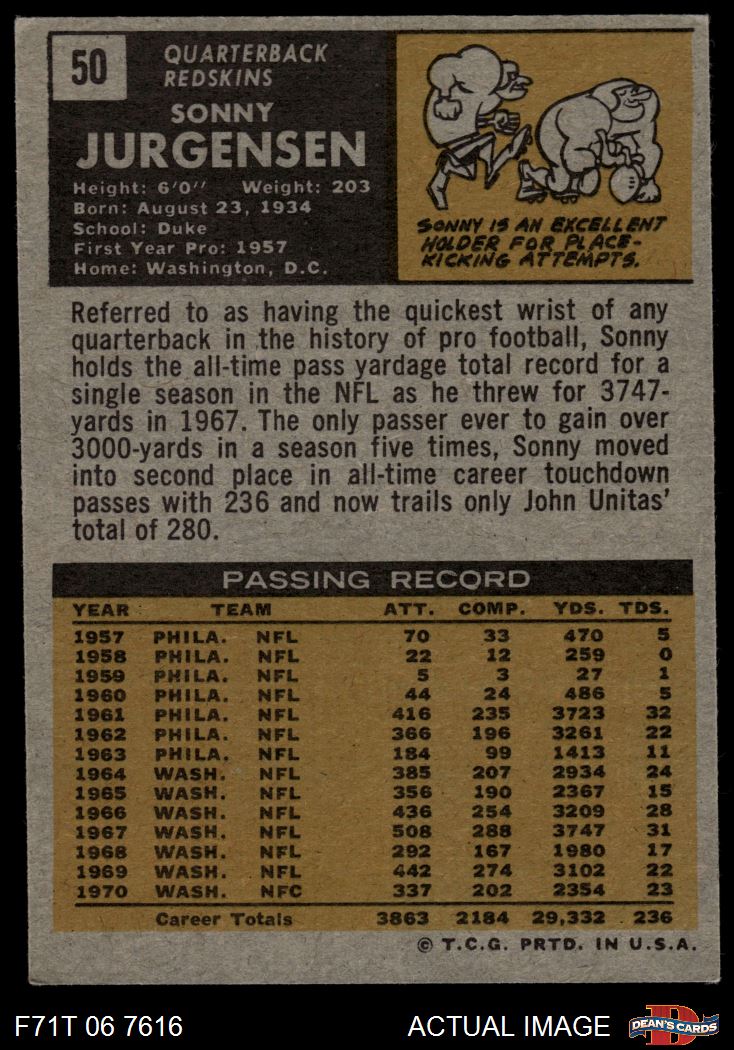 50
QUARTERBACK
REDSKINS
SONNY
JURGENSEN
Height: 6'0" Weight: 203
Born: August 23, 1934
School: Duke
First Year Pro: 1957
Home: Washington, D.C.
SONNY IS AN EXCELLENT
HOLDER FOR PLACE-
KICKING ATTEMPTS.
Referred to as having the quickest wrist of any
quarterback in the history of pro football, Sonny
holds the all-time pass yardage total record for a
single season in the NFL as he threw for 3747-
yards in 1967. The only passer ever to gain over
3000-yards in a season five times, Sonny moved
into second place in all-time career touchdown
passes with 236 and now trails only John Unitas'
total of 280.
PASSING RECORD
YEAR TEAM ATT. COMP. YDS. TDS.
1957 PHILA. NFL 70 33 470 5
1958 PHILA. NFL 22 12 259 0
1959 PHILA. NFL 5 3 27 1
1960 PHILA. NFL 44 24 486 5
1961 PHILA. NFL 416 235 3723 32
1962 PHILA. NFL 366 196 3261 22
1963 PHILA. NFL 184 99 1413 11
1964 WASH. NFL 385 207 2934 24
1965 WASH. NFL 356 190 2367 15
1966 WASH. NFL 436 254 3209 28
1967 WASH. NFL 508 288 3747 31
1968 WASH. NFL 292 167 1980 17
1969 WASH. NFL 442 274 3102 22
1970 WASH. NFC 337 202 2354 23
Career Totals 3863 2184 29,332 236
© T.C.G. PRTD. IN U.S.A.
F71T 06 7616 ACTUAL IMAGE D DEAN'S CARDS